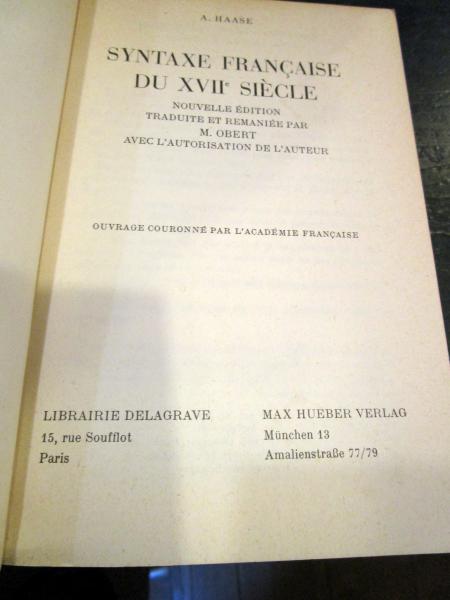 A. HAASE
SYNTAXE FRANÇAISE
DU XVIIe SIÈCLE
NOUVELLE ÉDITION
TRADUITE ET REMANIÉE PAR
M. OBERT
AVEC L'AUTORISATION DE L'AUTEUR
OUVRAGE COURONNÉ PAR L'ACADÉMIE FRANÇAISE
LIBRAIRIE DELAGRAVE
15, rue Soufflot
Paris
MAX HUEBER VERLAG
München 13
Amalienstraße 77/79